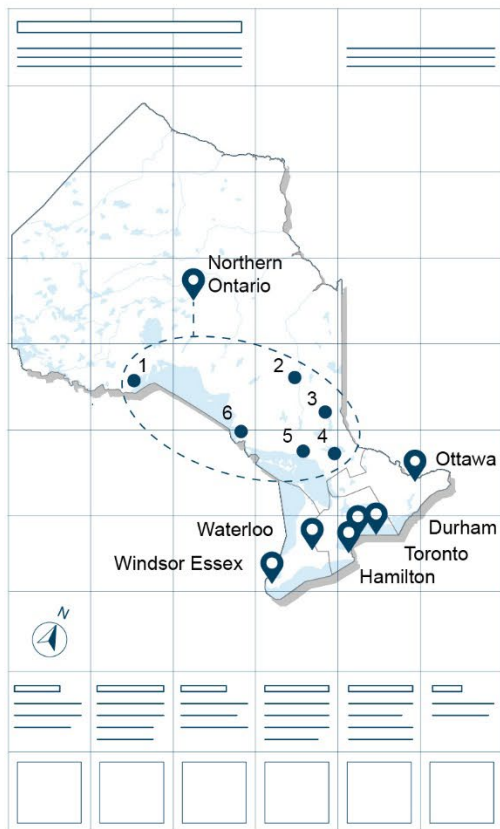 Northern
Ontario
1
2
3
6
5
4
Ottawa
Waterloo
Durham
Toronto
Windsor Essex
Hamilton
N